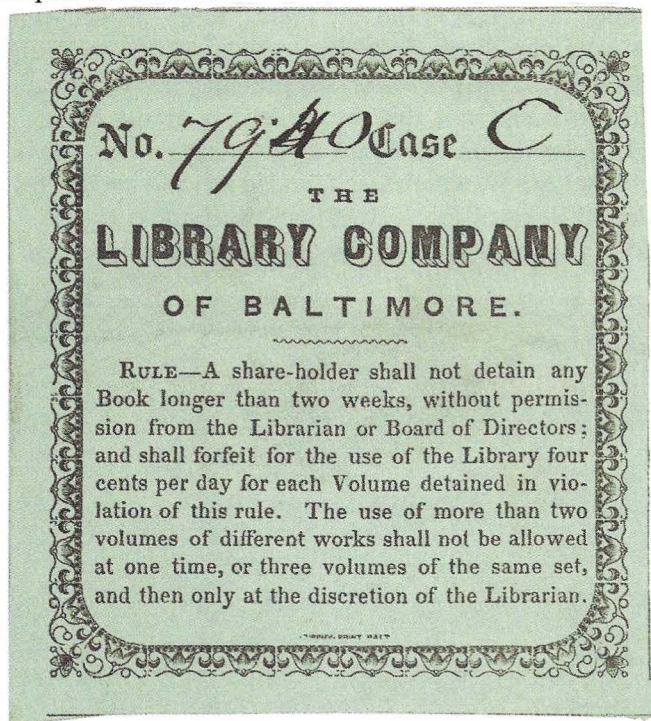 No. 7940 Case C
THE
LIBRARY COMPANY
OF BALTIMORE.
RULE—A share-holder shall not detain any
Book longer than two weeks, without permis-
sion from the Librarian or Board of Directors;
and shall forfeit for the use of the Library four
cents per day for each Volume detained in vio-
lation of this rule. The use of more than two
volumes of different works shall not be allowed
at one time, or three volumes of the same set,
and then only at the discretion of the Librarian.
PRINT BALT